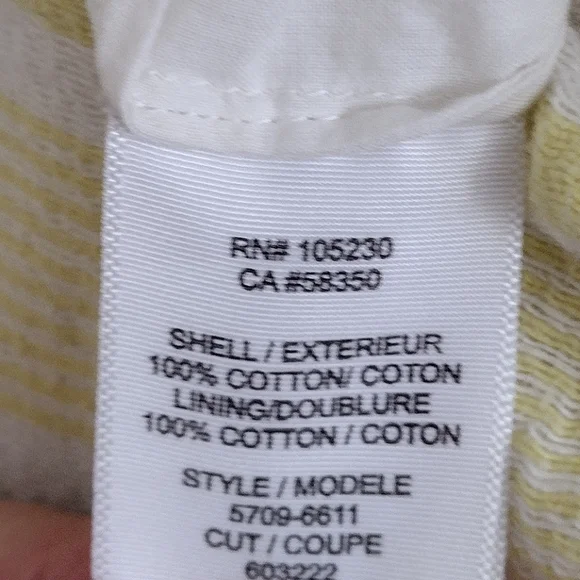 RN# 105230
CA #58350
SHELL / EXTERIEUR
100% COTTON/ COTON
LINING/DOUBLURE
100% COTTON / COTON
STYLE / MODELE
5709-6611
CUT / COUPE
603222